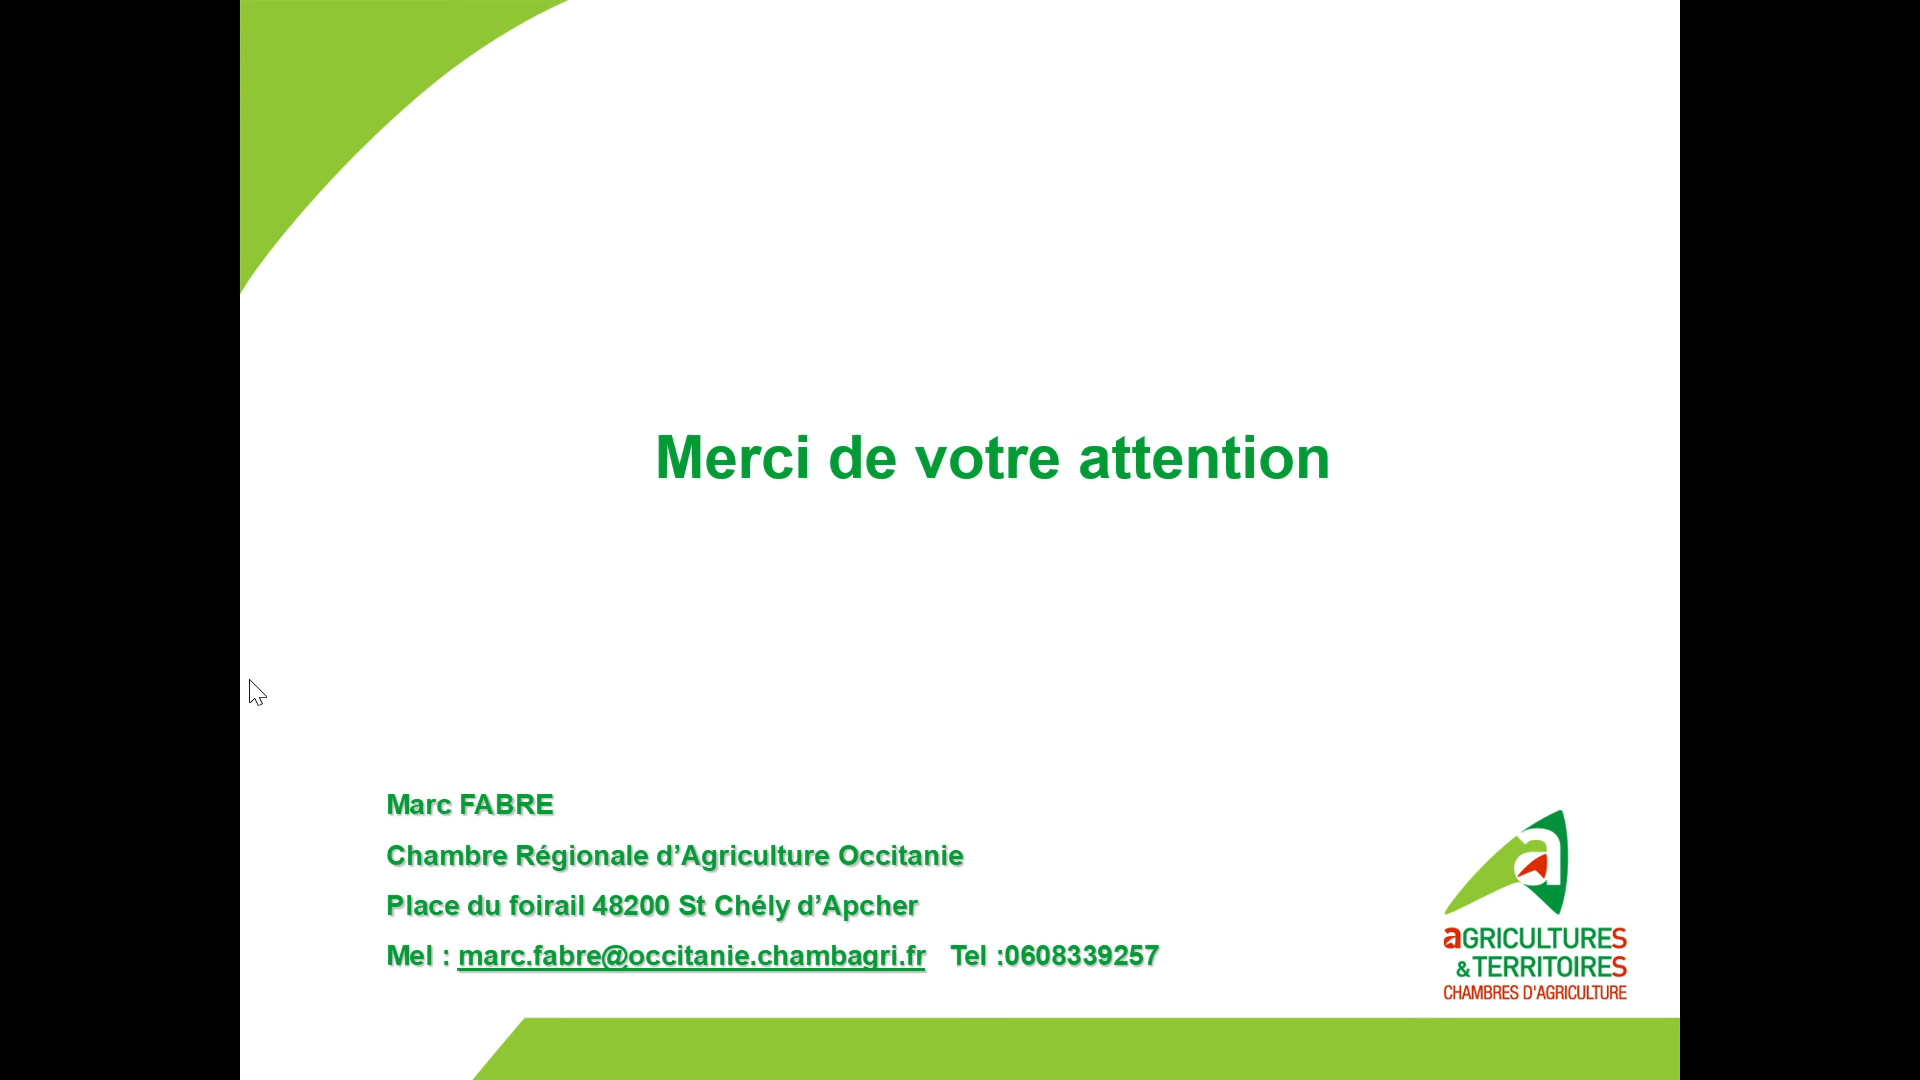 Merci de votre attention
Marc FABRE
Chambre Régionale d’Agriculture Occitanie
Place du foirail 48200 St Chély d’Apcher
Mel : marc.fabre@occitanie.chambagri.fr Tel :0608339257
a
aGRICULTURES
&TERRITOIRES
CHAMBRES D'AGRICULTURE